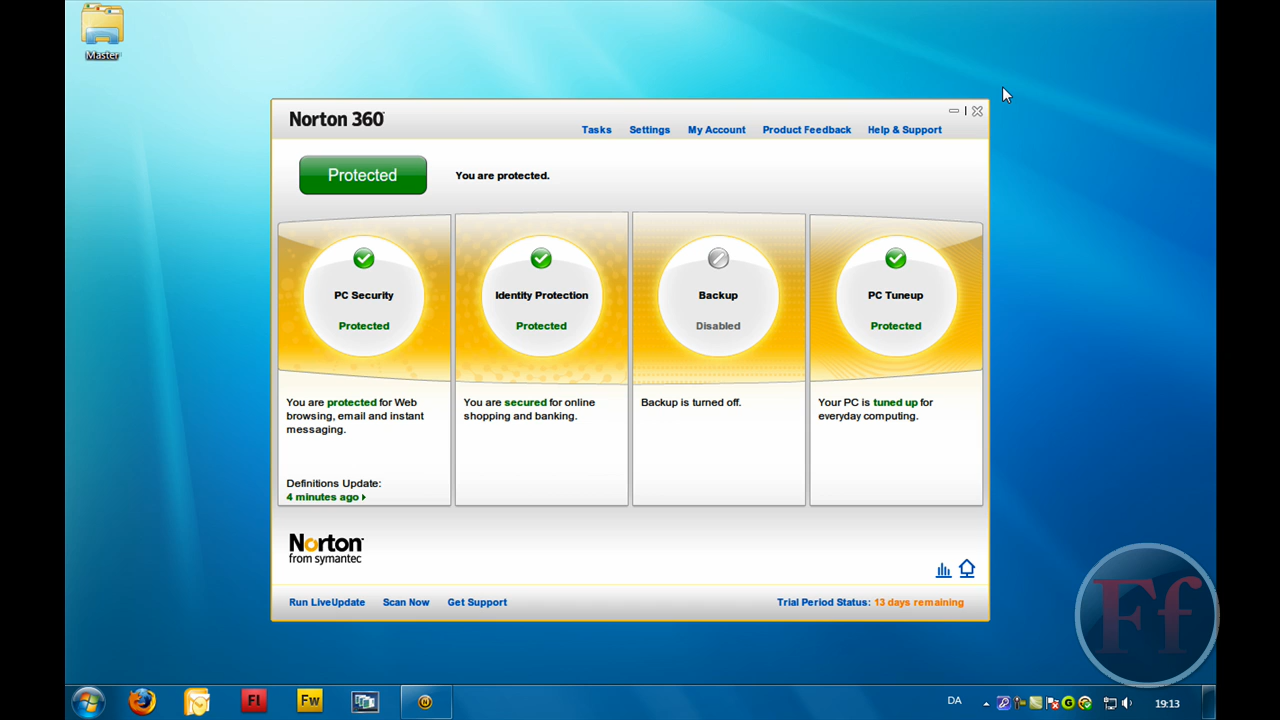 Master
Norton 360
Tasks Settings My Account Product Feedback Help & Support
Protected
You are protected.
PC Security
Protected
Identity Protection
Protected
Backup
Disabled
PC Tuneup
Protected
You are protected for Web
browsing, email and instant
messaging.
Definitions Update:
4 minutes ago
You are secured for online
shopping and banking.
Backup is turned off.
Your PC is tuned up for
everyday computing.
Norton
from symantec
Run LiveUpdate Scan Now Get Support
Trial Period Status: 13 days remaining
Ff
Fl
Fw
DA
19:13